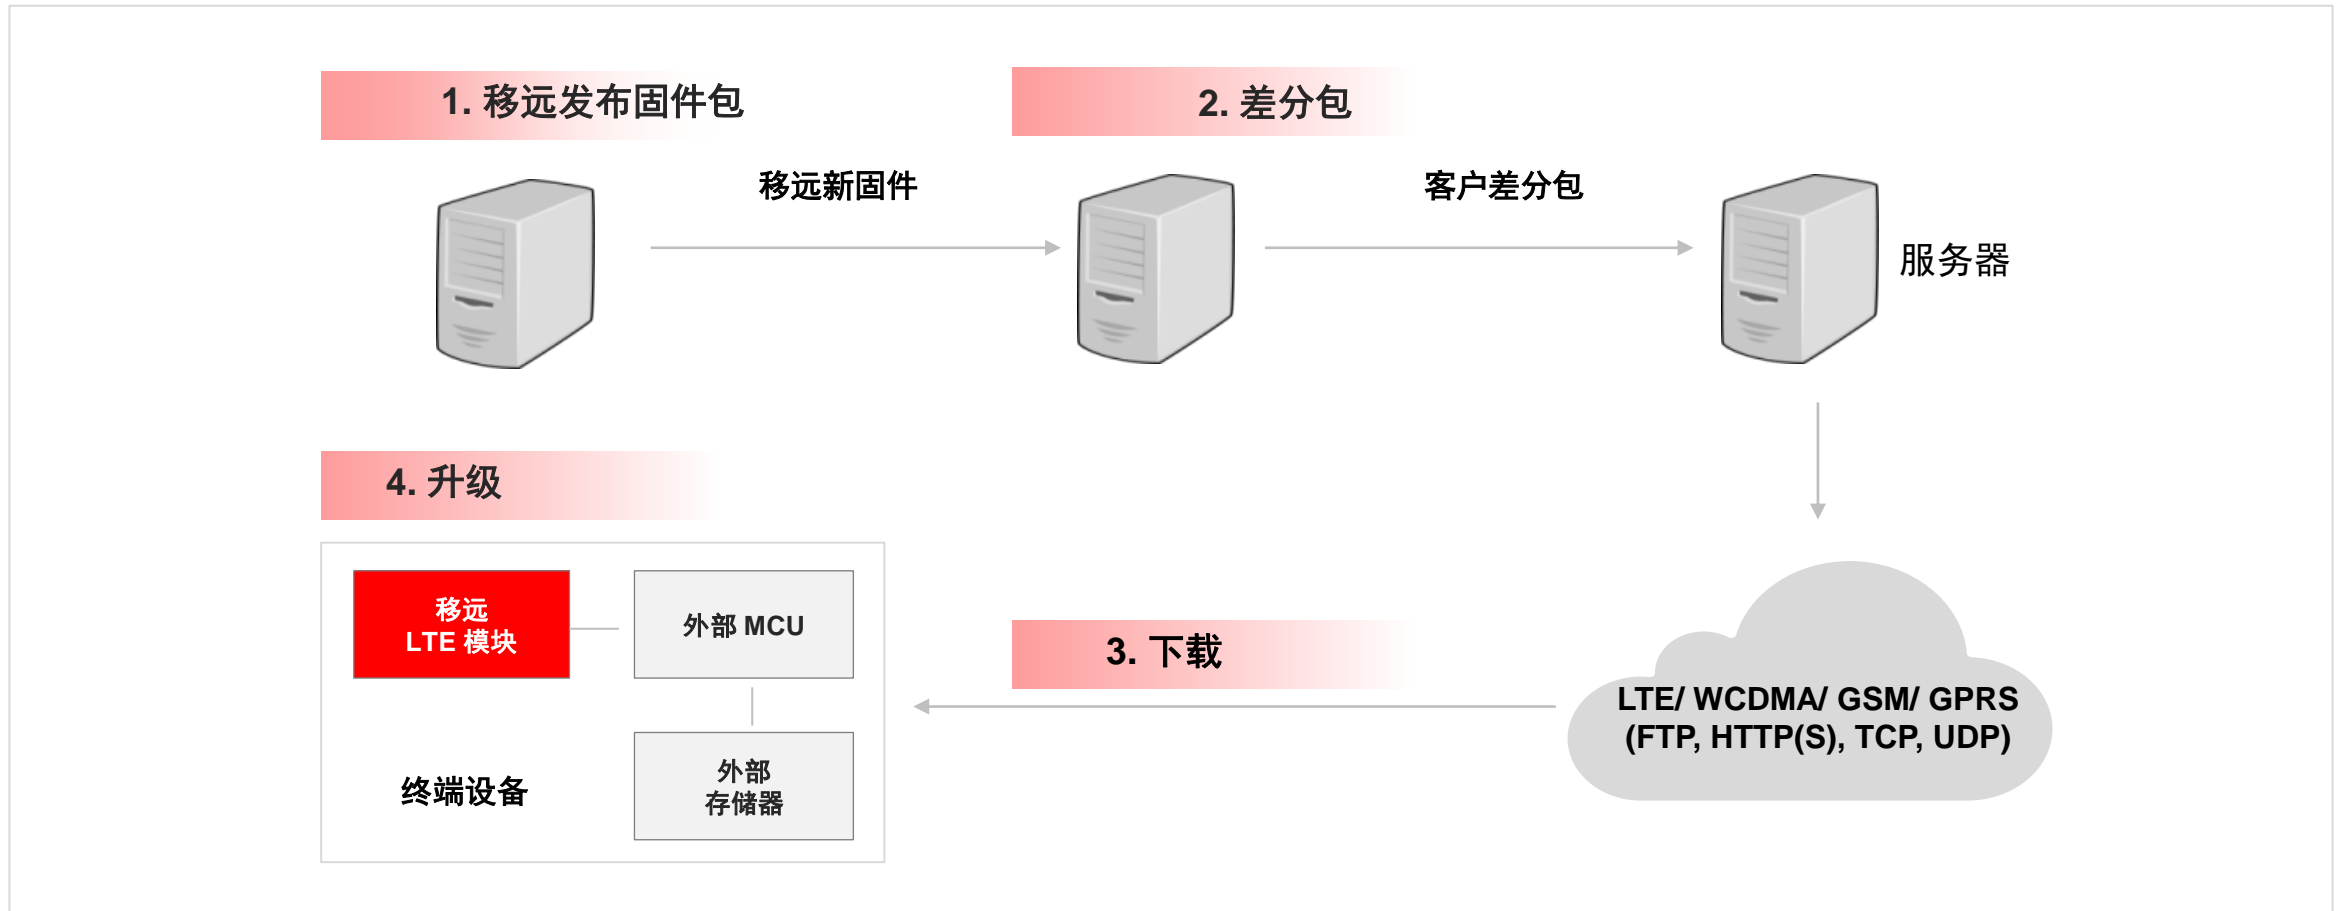 1. 移远发布固件包
2. 差分包
移远新固件
客户差分包
服务器
4. 升级
移远
LTE 模块
外部 MCU
3. 下载
LTE/ WCDMA/ GSM/ GPRS
(FTP, HTTP(S), TCP, UDP)
终端设备
外部
存储器